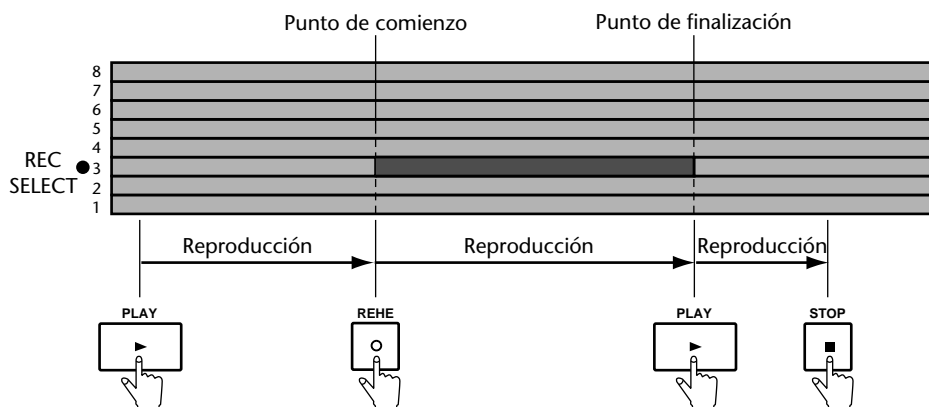 Punto de comienzo Punto de finalización
8
7
6
5
4
REC 3
SELECT 2
1
Reproducción Reproducción Reproducción
PLAY REHE PLAY STOP